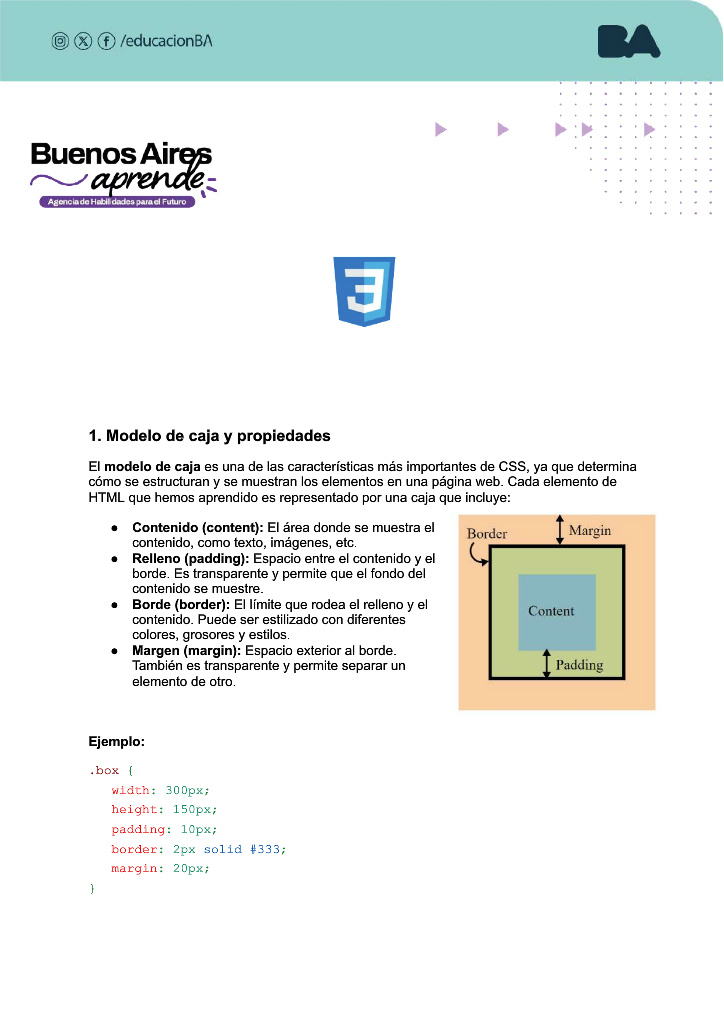 /educacionBA
BA
Buenos Aires
aprende
Agencia de Habilidades para el Futuro
1. Modelo de caja y propiedades
El modelo de caja es una de las características más importantes de CSS, ya que determina
cómo se estructuran y se muestran los elementos en una página web. Cada elemento de
HTML que hemos aprendido es representado por una caja que incluye:
● Contenido (content): El área donde se muestra el
contenido, como texto, imágenes, etc.
● Relleno (padding): Espacio entre el contenido y el
borde. Es transparente y permite que el fondo del
contenido se muestre.
● Borde (border): El límite que rodea el relleno y el
contenido. Puede ser estilizado con diferentes
colores, grosores y estilos.
● Margen (margin): Espacio exterior al borde.
También es transparente y permite separar un
elemento de otro.
Border
Margin
Content
Padding
Ejemplo:
.box {
width: 300px;
height: 150px;
padding: 10px;
border: 2px solid #333;
margin: 20px;
}